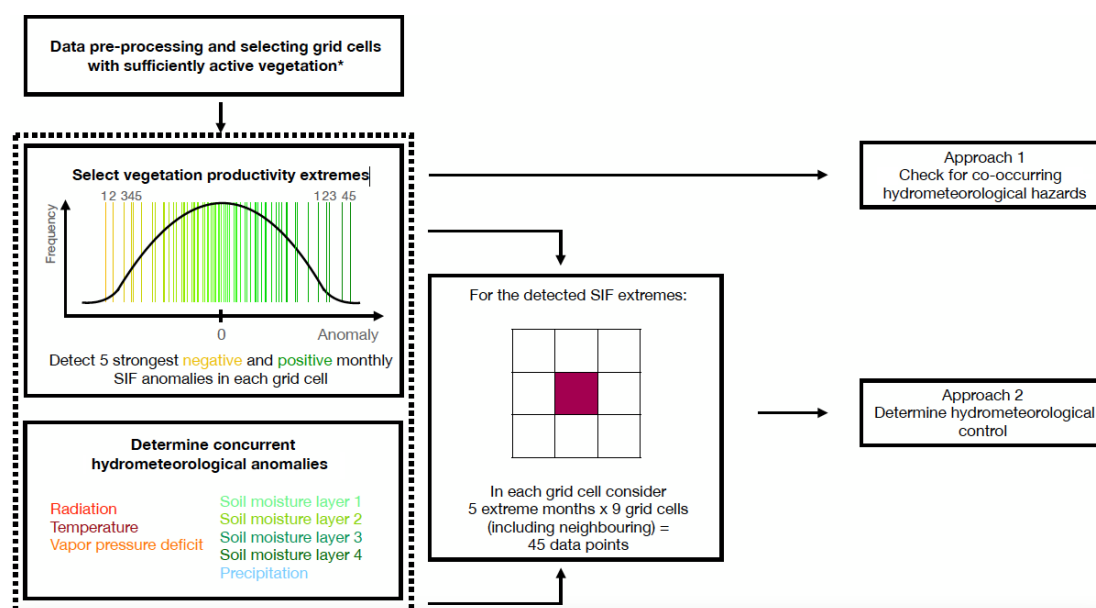 Data pre-processing and selecting grid cells
with sufficiently active vegetation*
Select vegetation productivity extremes
12 345
123 45
Frequency
0
Anomaly
Detect 5 strongest negative and positive monthly
SIF anomalies in each grid cell
Determine concurrent
hydrometeorological anomalies
Radiation
Temperature
Vapor pressure deficit
Soil moisture layer 1
Soil moisture layer 2
Soil moisture layer 3
Soil moisture layer 4
Precipitation
For the detected SIF extremes:
In each grid cell consider
5 extreme months x 9 grid cells
(including neighbouring) =
45 data points
Approach 1
Check for co-occurring
hydrometeorological hazards
Approach 2
Determine hydrometeorological
control